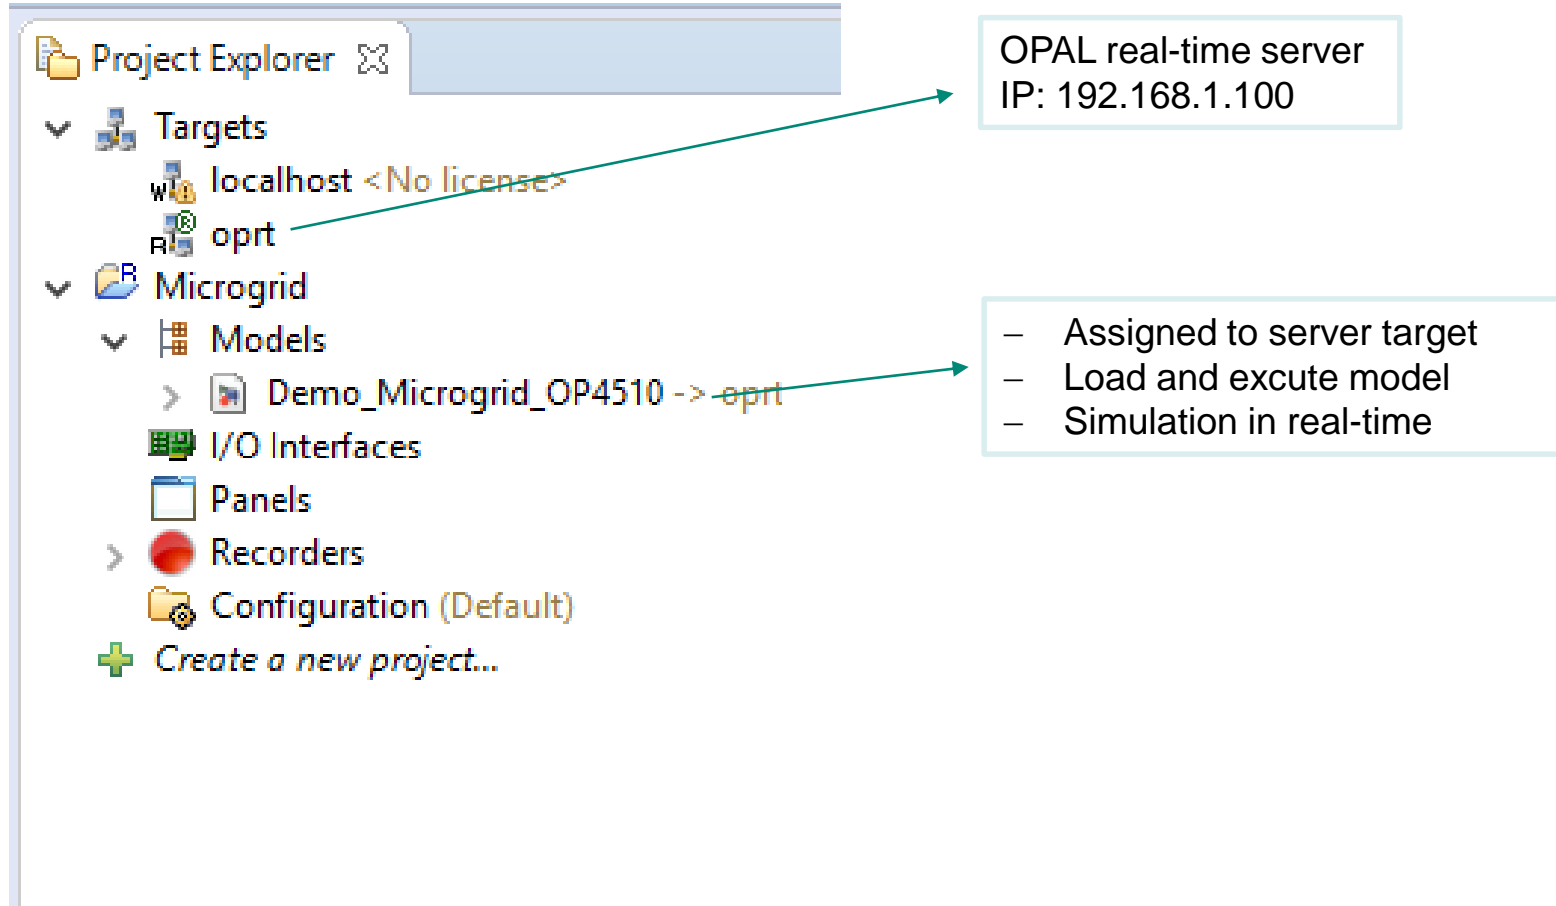 Project Explorer
Targets
localhost <No license>
oprt
Microgrid
Models
Demo_Microgrid_OP4510 -> oprt
I/O Interfaces
Panels
Recorders
Configuration (Default)
Create a new project...
OPAL real-time server
IP: 192.168.1.100
– Assigned to server target
– Load and excute model
– Simulation in real-time